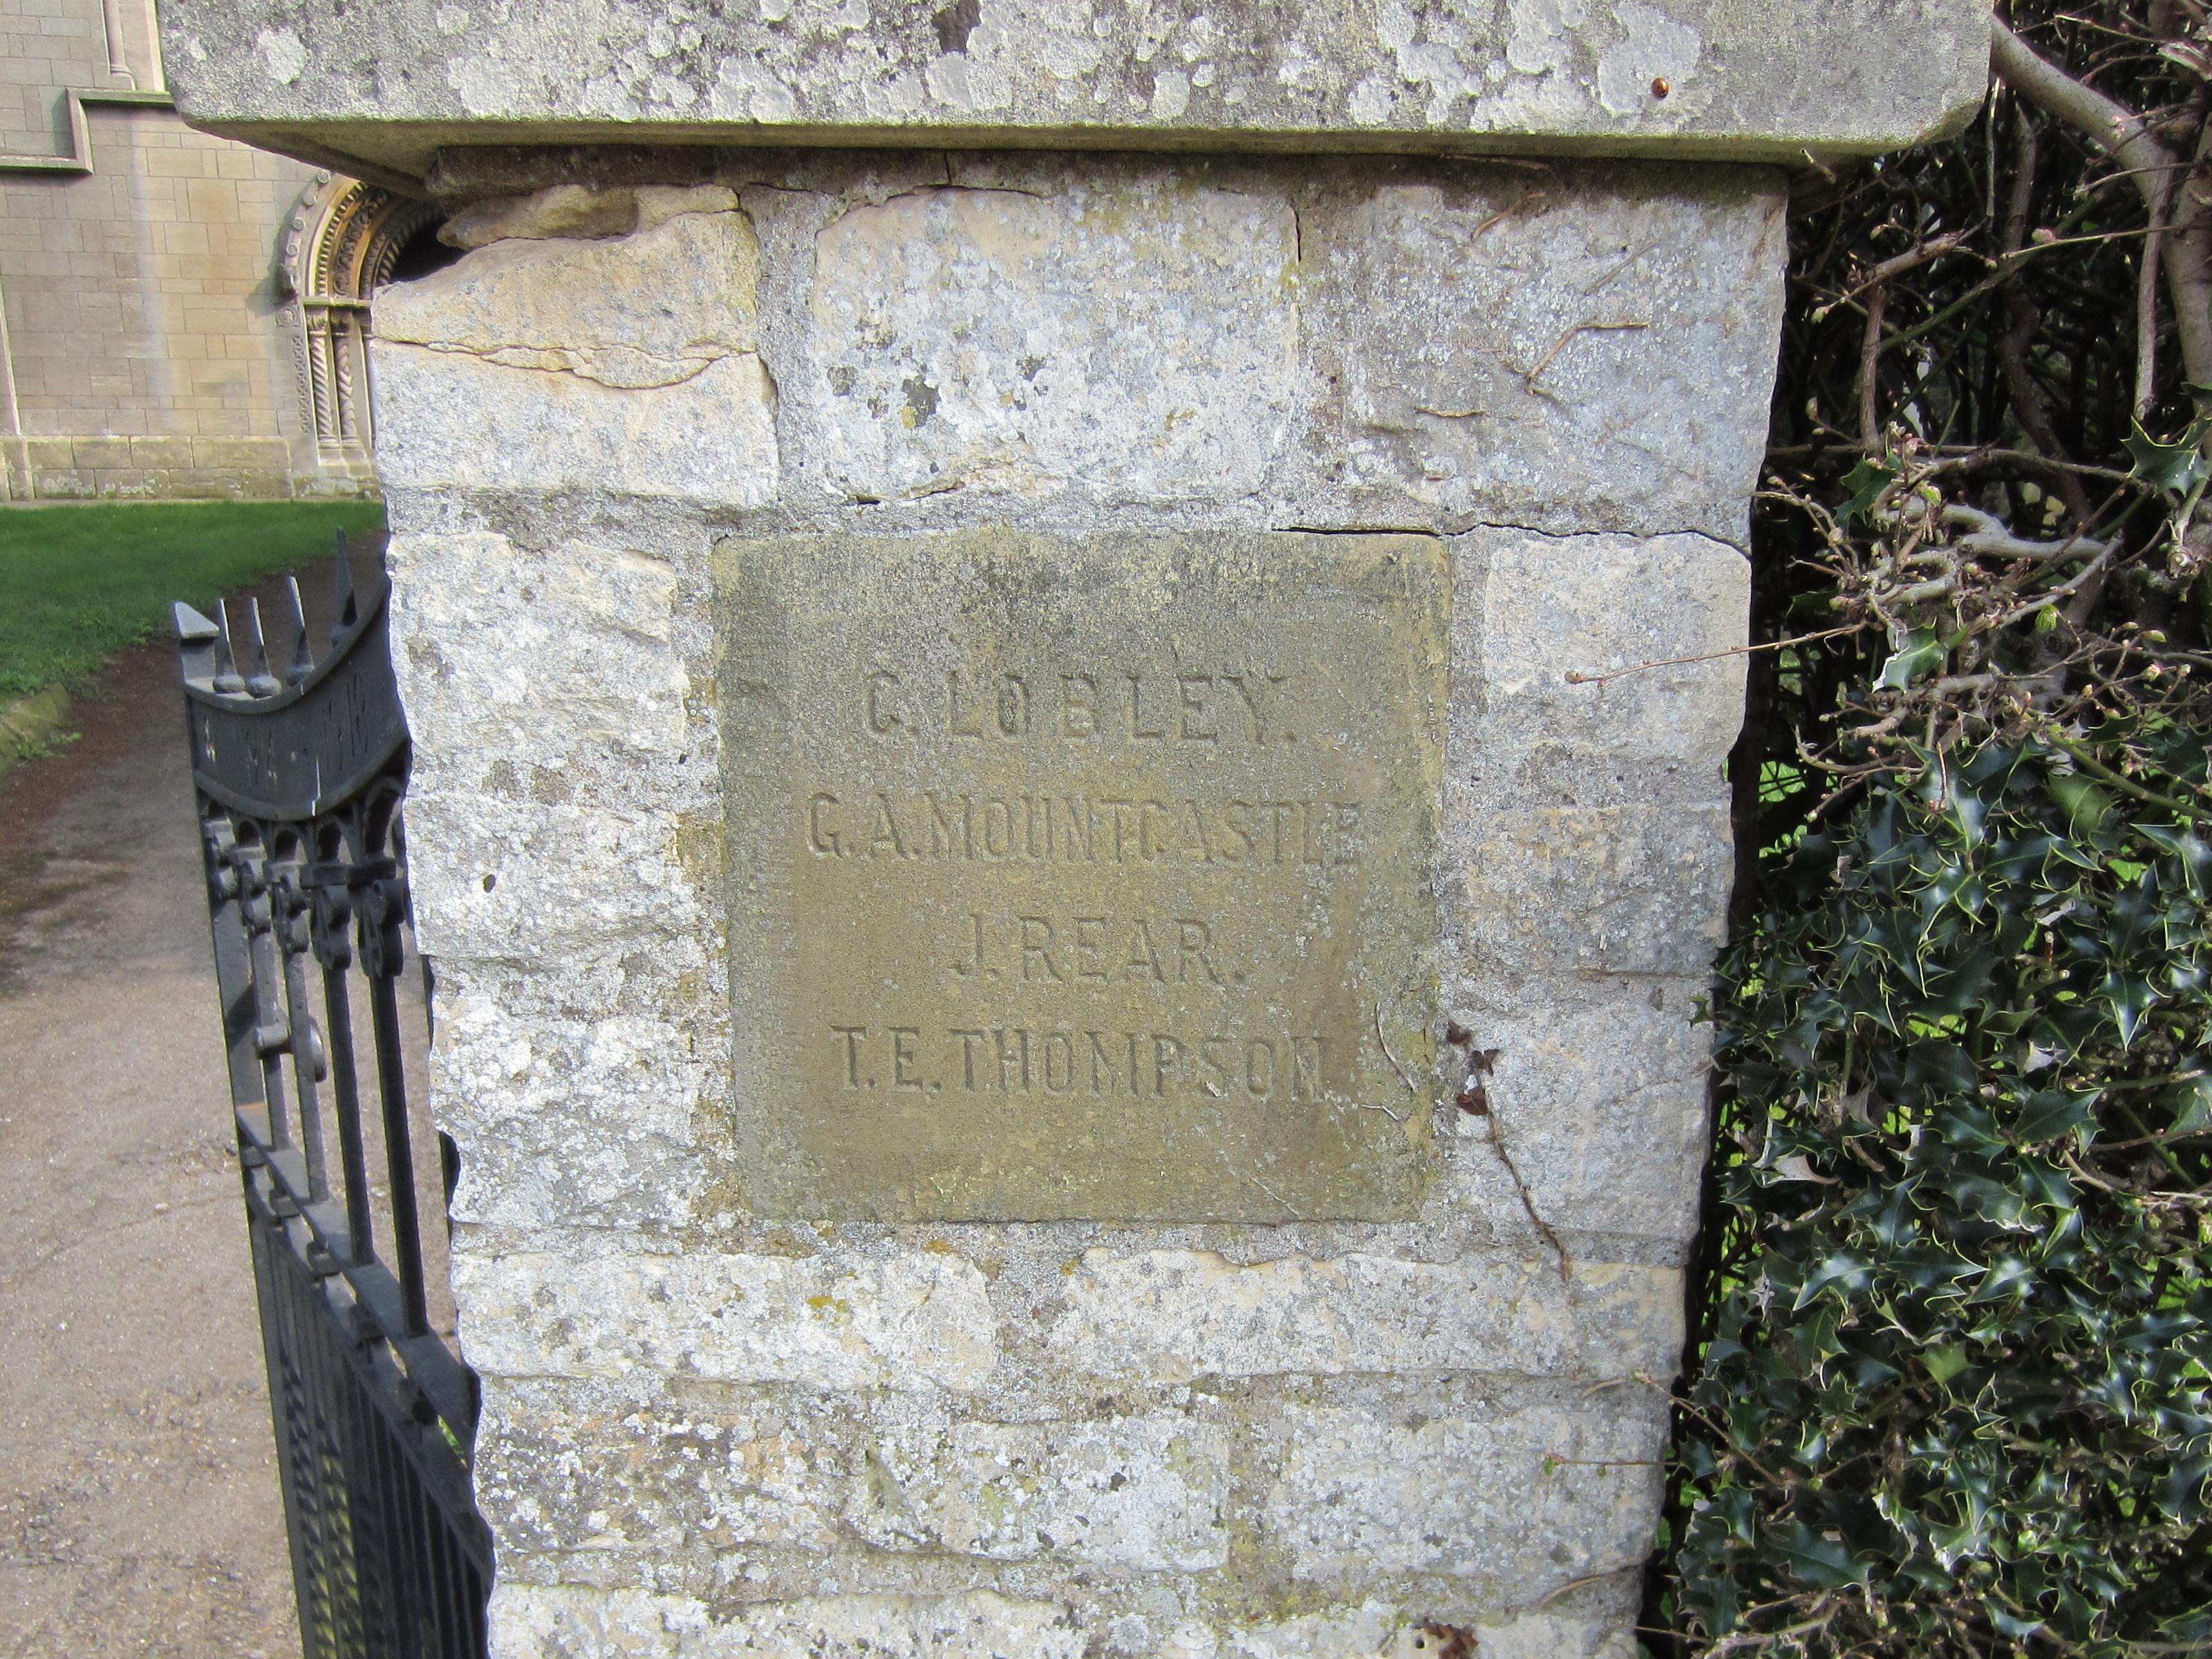 C. LOBLEY.
G. A. MOUNTCASTLE
J. REAR.
T. E. THOMPSON.